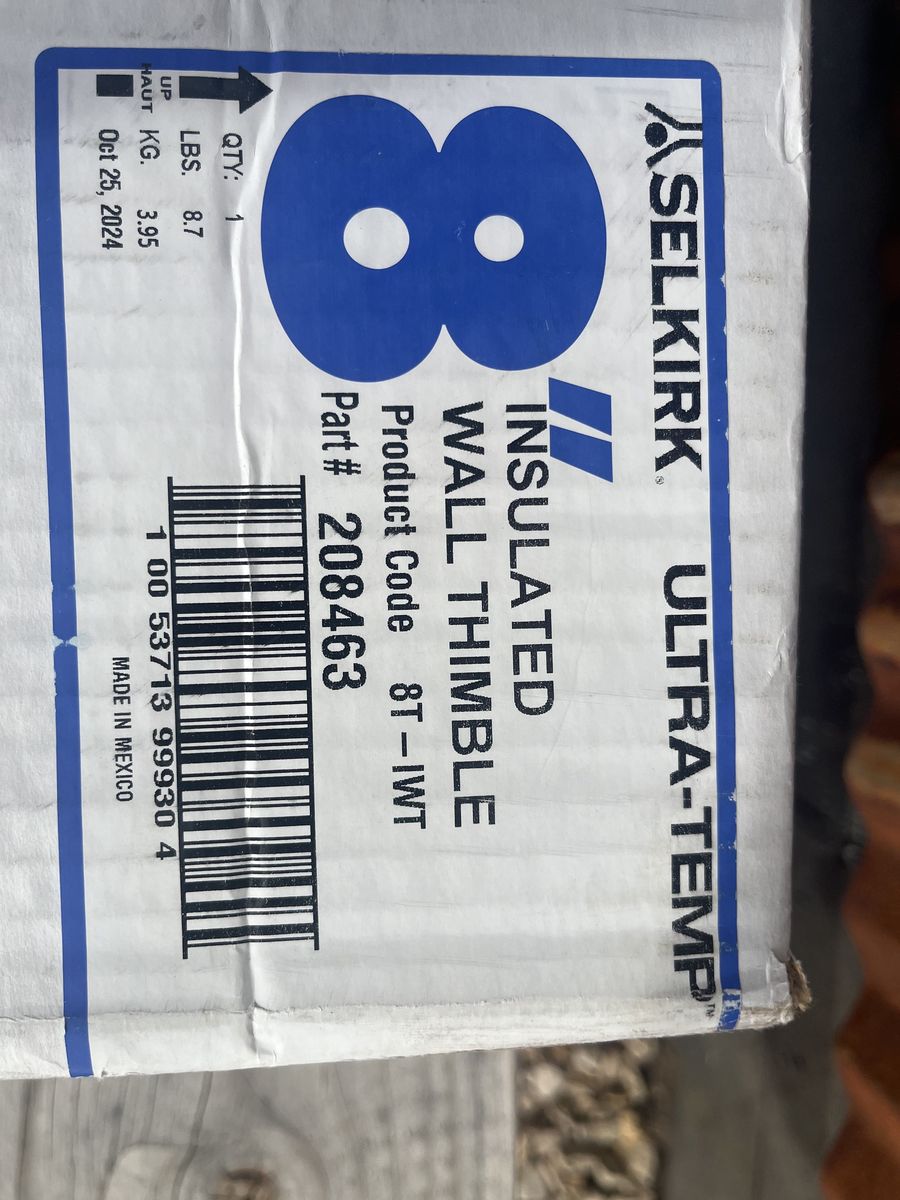 SELKIRK® ULTRA-TEMP™
8"
INSULATED
WALL THIMBLE
Product Code 8T-IWT
Part # 208463
1 00 53713 99930 4
MADE IN MEXICO
QTY: 1
LBS. 8.7
KG. 3.95
Oct 25, 2024
UP
HAUT